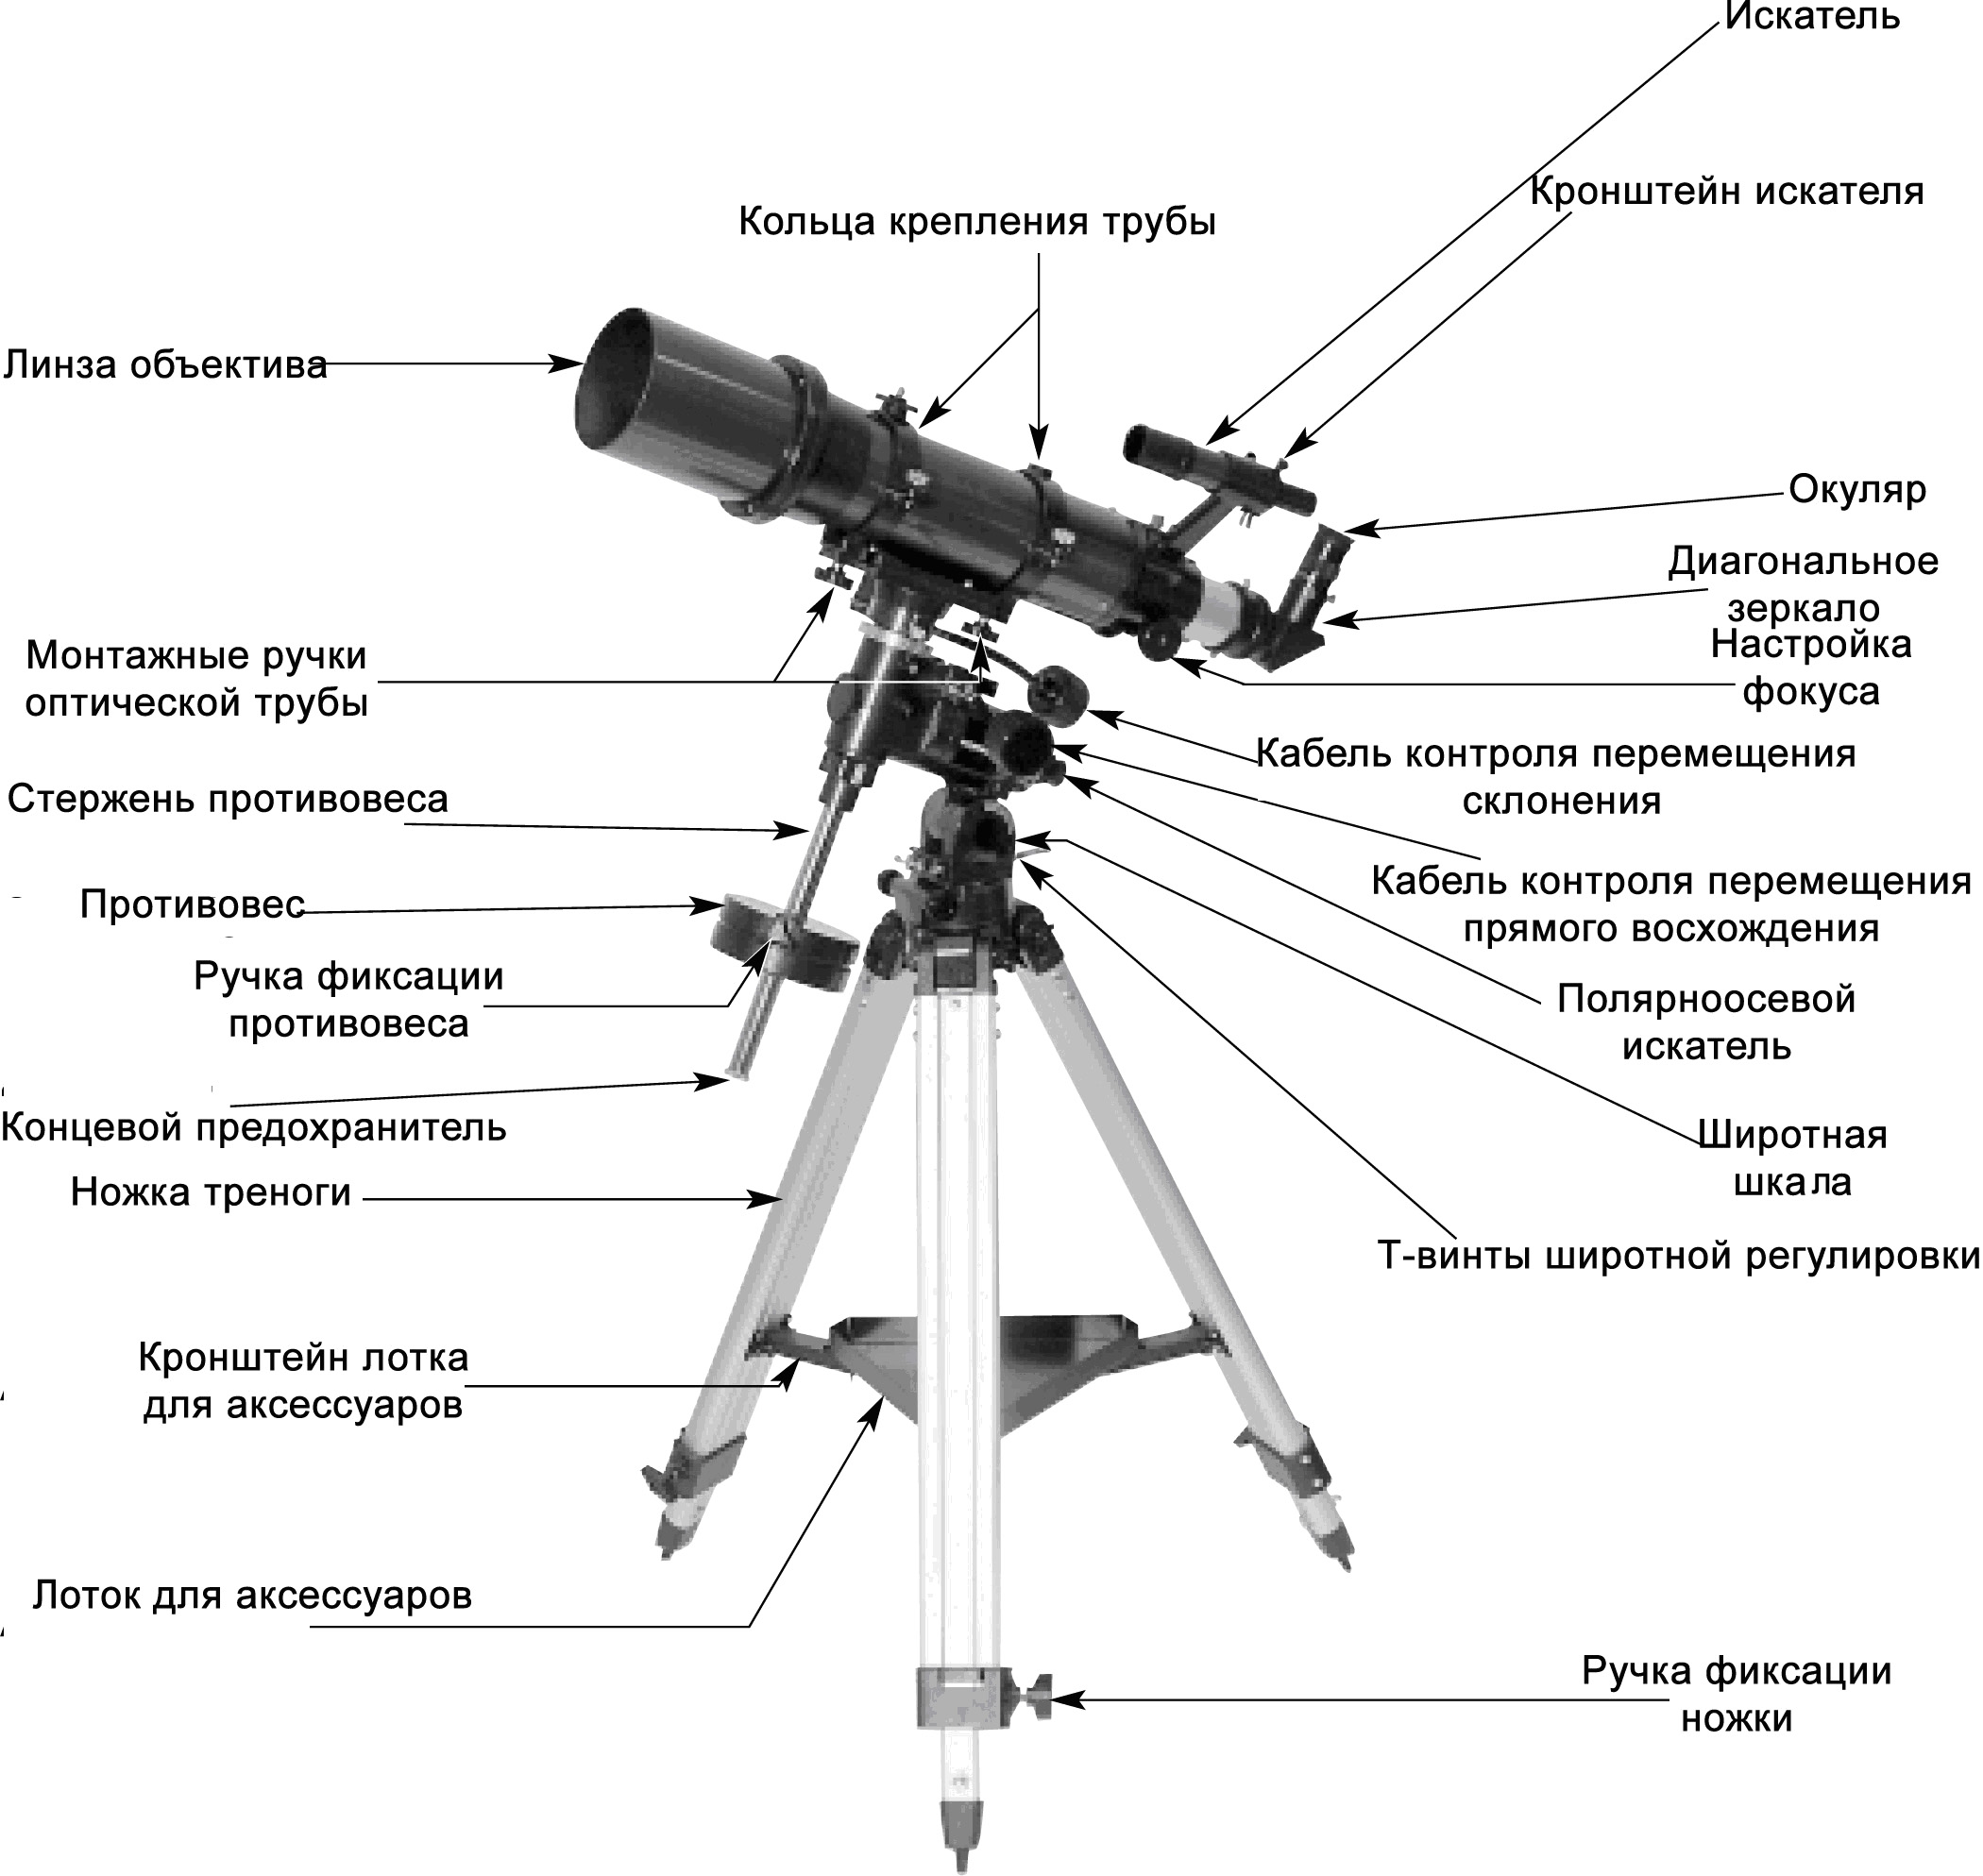 Искатель
Кронштейн искателя
Кольца крепления трубы
Линза объектива
Окуляр
Диагональное
зеркало
Настройка
фокуса
Монтажные ручки
оптической трубы
Кабель контроля перемещения
склонения
Стержень противовеса
Кабель контроля перемещения
прямого восхождения
Противовес
Ручка фиксации
противовеса
Полярноосевой
искатель
Концевой предохранитель
Широтная
шкала
Ножка треноги
Т-винты широтной регулировки
Кронштейн лотка
для аксессуаров
Лоток для аксессуаров
Ручка фиксации
ножки